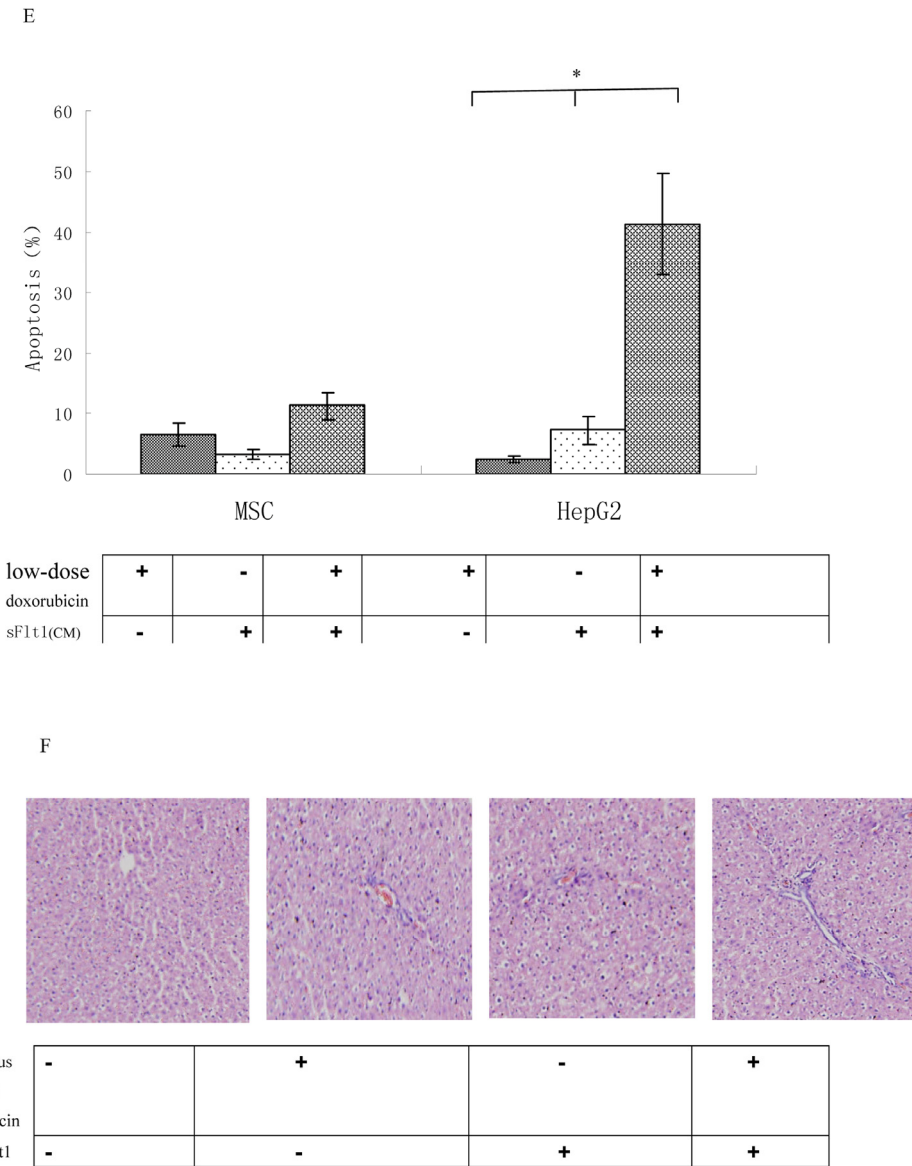 E
*
60
50
40
30
20
10
0
Apoptosis (%)
MSC HepG2
low-dose + - + + - +
doxorubicin
sFlt1(CM) - + + - + +
F
us - + - +
cin
t1 - - + +